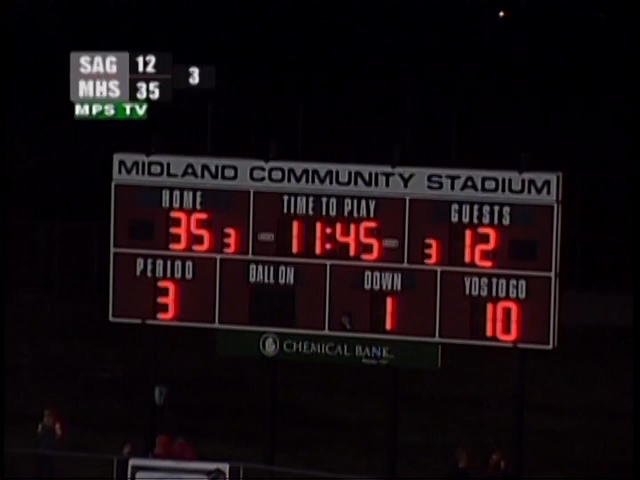 SAG 12
MHS 35
3
MPS TV
MIDLAND COMMUNITY STADIUM
HOME TIME TO PLAY GUESTS
35 3 11:45 3 12
PERIOD BALL ON DOWN YDS TO GO
3 1 10
CHEMICAL BANK